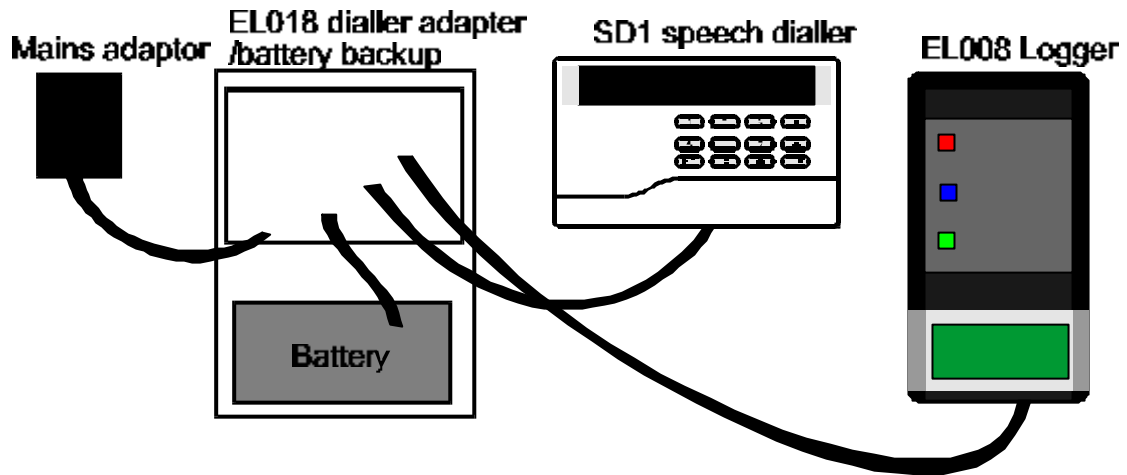 Mains adaptor
EL018 dialler adapter
/battery backup
SD1 speech dialler
EL008 Logger
Battery